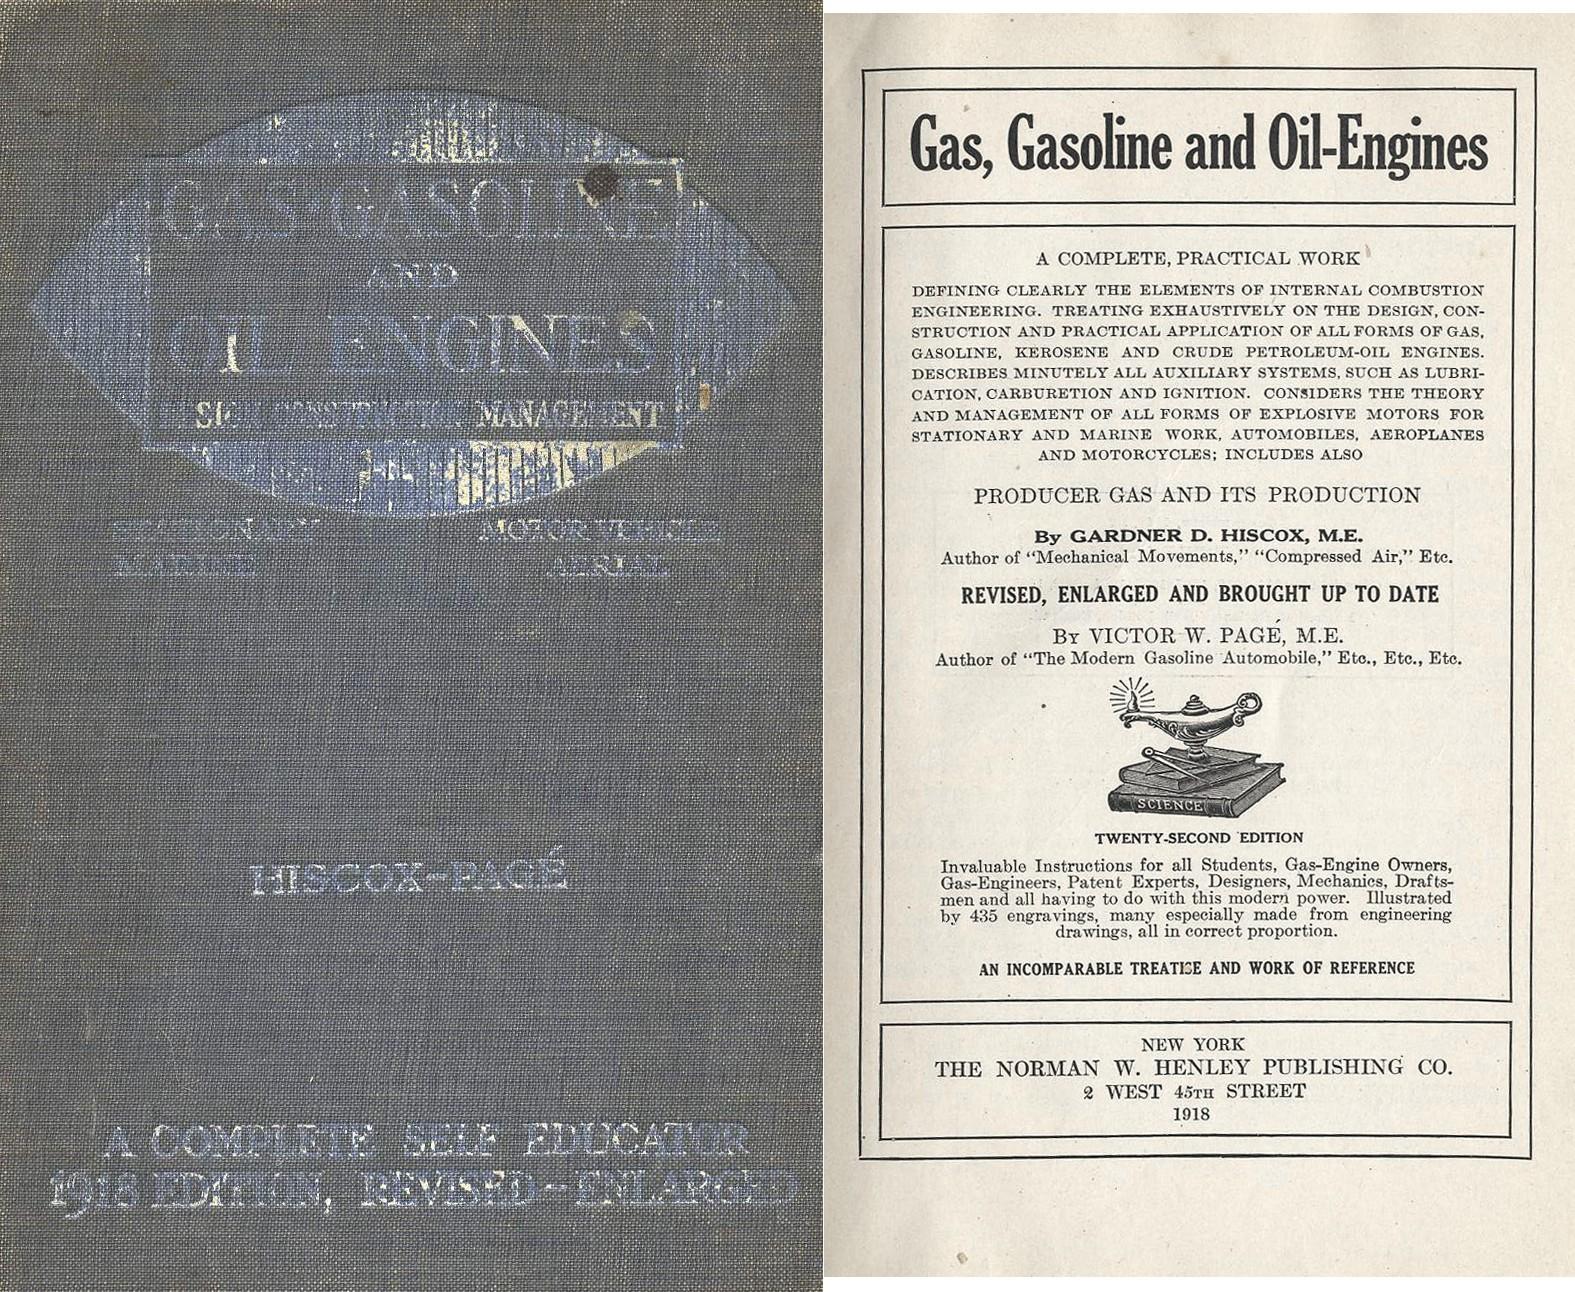 GAS·GASOLINE
AND
OIL ENGINES
SIGN CONSTRUCTION MANAGEMENT
STATIONARY MOTOR VEHICLE
MARINE AERIAL
HISCOX-PAGÉ
A COMPLETE SELF EDUCATOR
1918 EDITION, REVISED-ENLARGED
Gas, Gasoline and Oil-Engines
A COMPLETE, PRACTICAL WORK
DEFINING CLEARLY THE ELEMENTS OF INTERNAL COMBUSTION
ENGINEERING. TREATING EXHAUSTIVELY ON THE DESIGN, CON-
STRUCTION AND PRACTICAL APPLICATION OF ALL FORMS OF GAS,
GASOLINE, KEROSENE AND CRUDE PETROLEUM-OIL ENGINES.
DESCRIBES MINUTELY ALL AUXILIARY SYSTEMS, SUCH AS LUBRI-
CATION, CARBURETION AND IGNITION. CONSIDERS THE THEORY
AND MANAGEMENT OF ALL FORMS OF EXPLOSIVE MOTORS FOR
STATIONARY AND MARINE WORK, AUTOMOBILES, AEROPLANES
AND MOTORCYCLES; INCLUDES ALSO
PRODUCER GAS AND ITS PRODUCTION
By GARDNER D. HISCOX, M.E.
Author of "Mechanical Movements," "Compressed Air," Etc.
REVISED, ENLARGED AND BROUGHT UP TO DATE
By VICTOR W. PAGÉ, M.E.
Author of "The Modern Gasoline Automobile," Etc., Etc., Etc.
SCIENCE
TWENTY-SECOND EDITION
Invaluable Instructions for all Students, Gas-Engine Owners,
Gas-Engineers, Patent Experts, Designers, Mechanics, Drafts-
men and all having to do with this modern power. Illustrated
by 435 engravings, many especially made from engineering
drawings, all in correct proportion.
AN INCOMPARABLE TREATISE AND WORK OF REFERENCE
NEW YORK
THE NORMAN W. HENLEY PUBLISHING CO.
2 WEST 45TH STREET
1918